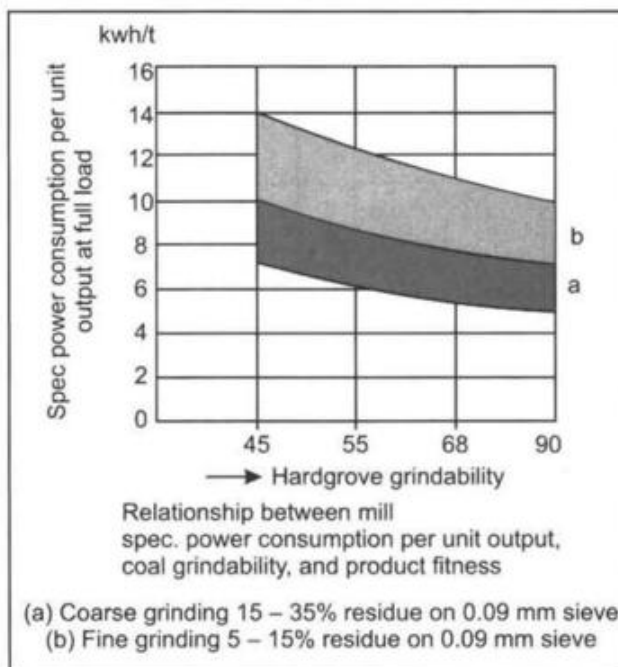 kwh/t
Spec power consumption per unit
output at full load
16
14
12
10
8
6
4
2
0
b
a
45 55 68 90
Hardgrove grindability
Relationship between mill
spec. power consumption per unit output,
coal grindability, and product fitness
(a) Coarse grinding 15 – 35% residue on 0.09 mm sieve
(b) Fine grinding 5 – 15% residue on 0.09 mm sieve